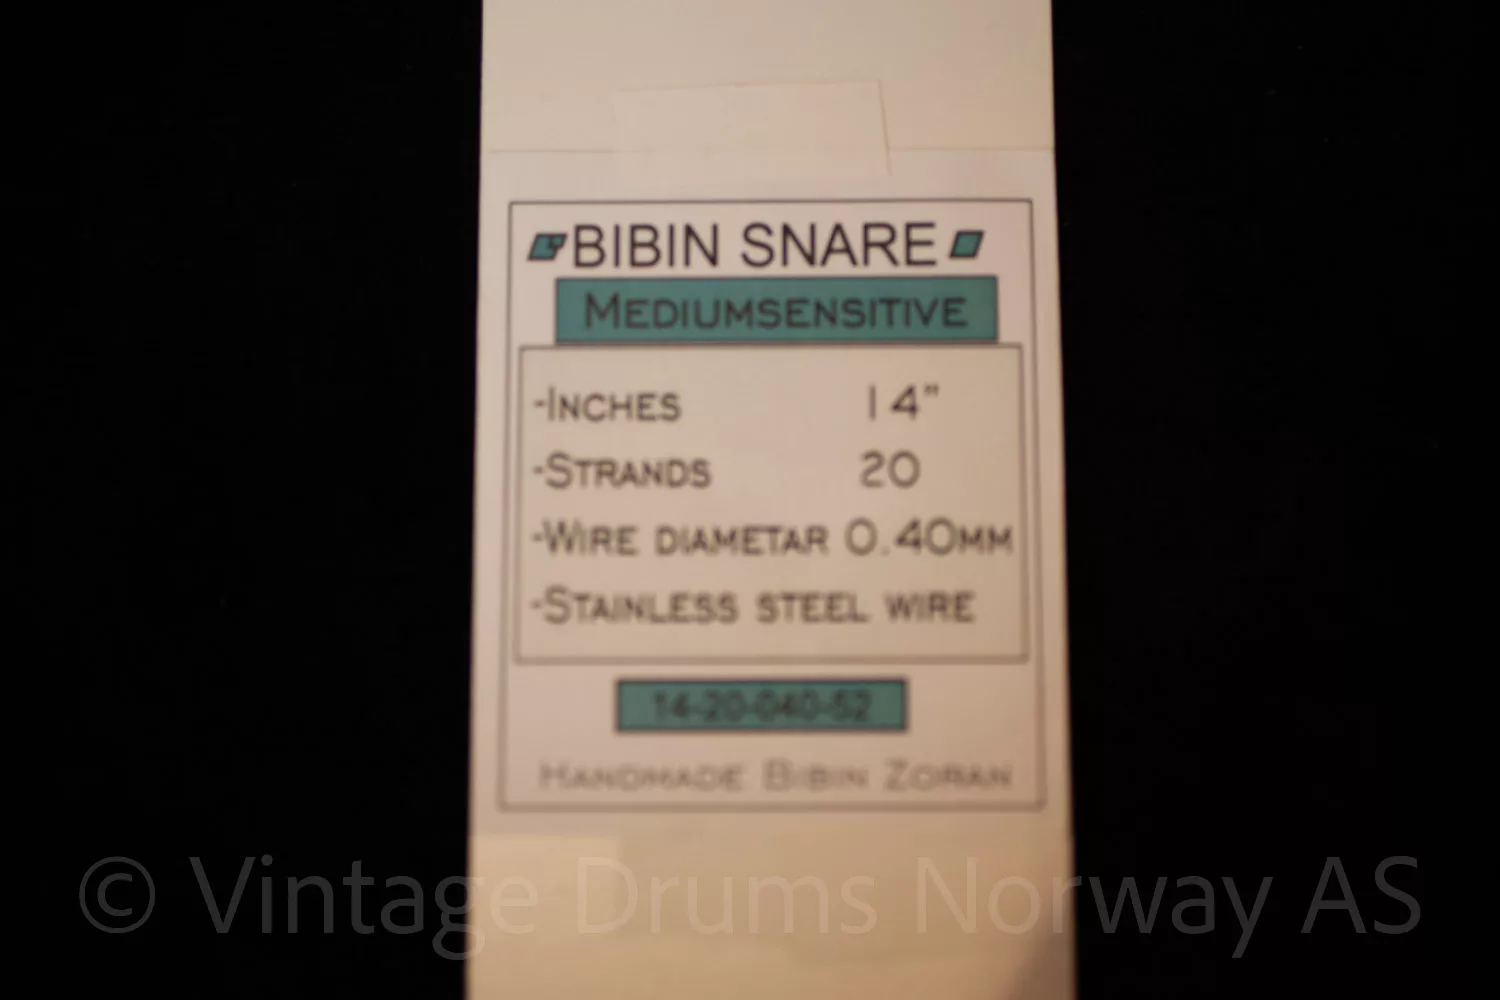 BIBIN SNARE
MEDIUMSENSITIVE
-INCHES 14"
-STRANDS 20
-WIRE DIAMETAR 0.40MM
-STAINLESS STEEL WIRE
14-20-040-52
HANDMADE BIBIN ZORAN
© Vintage Drums Norway AS